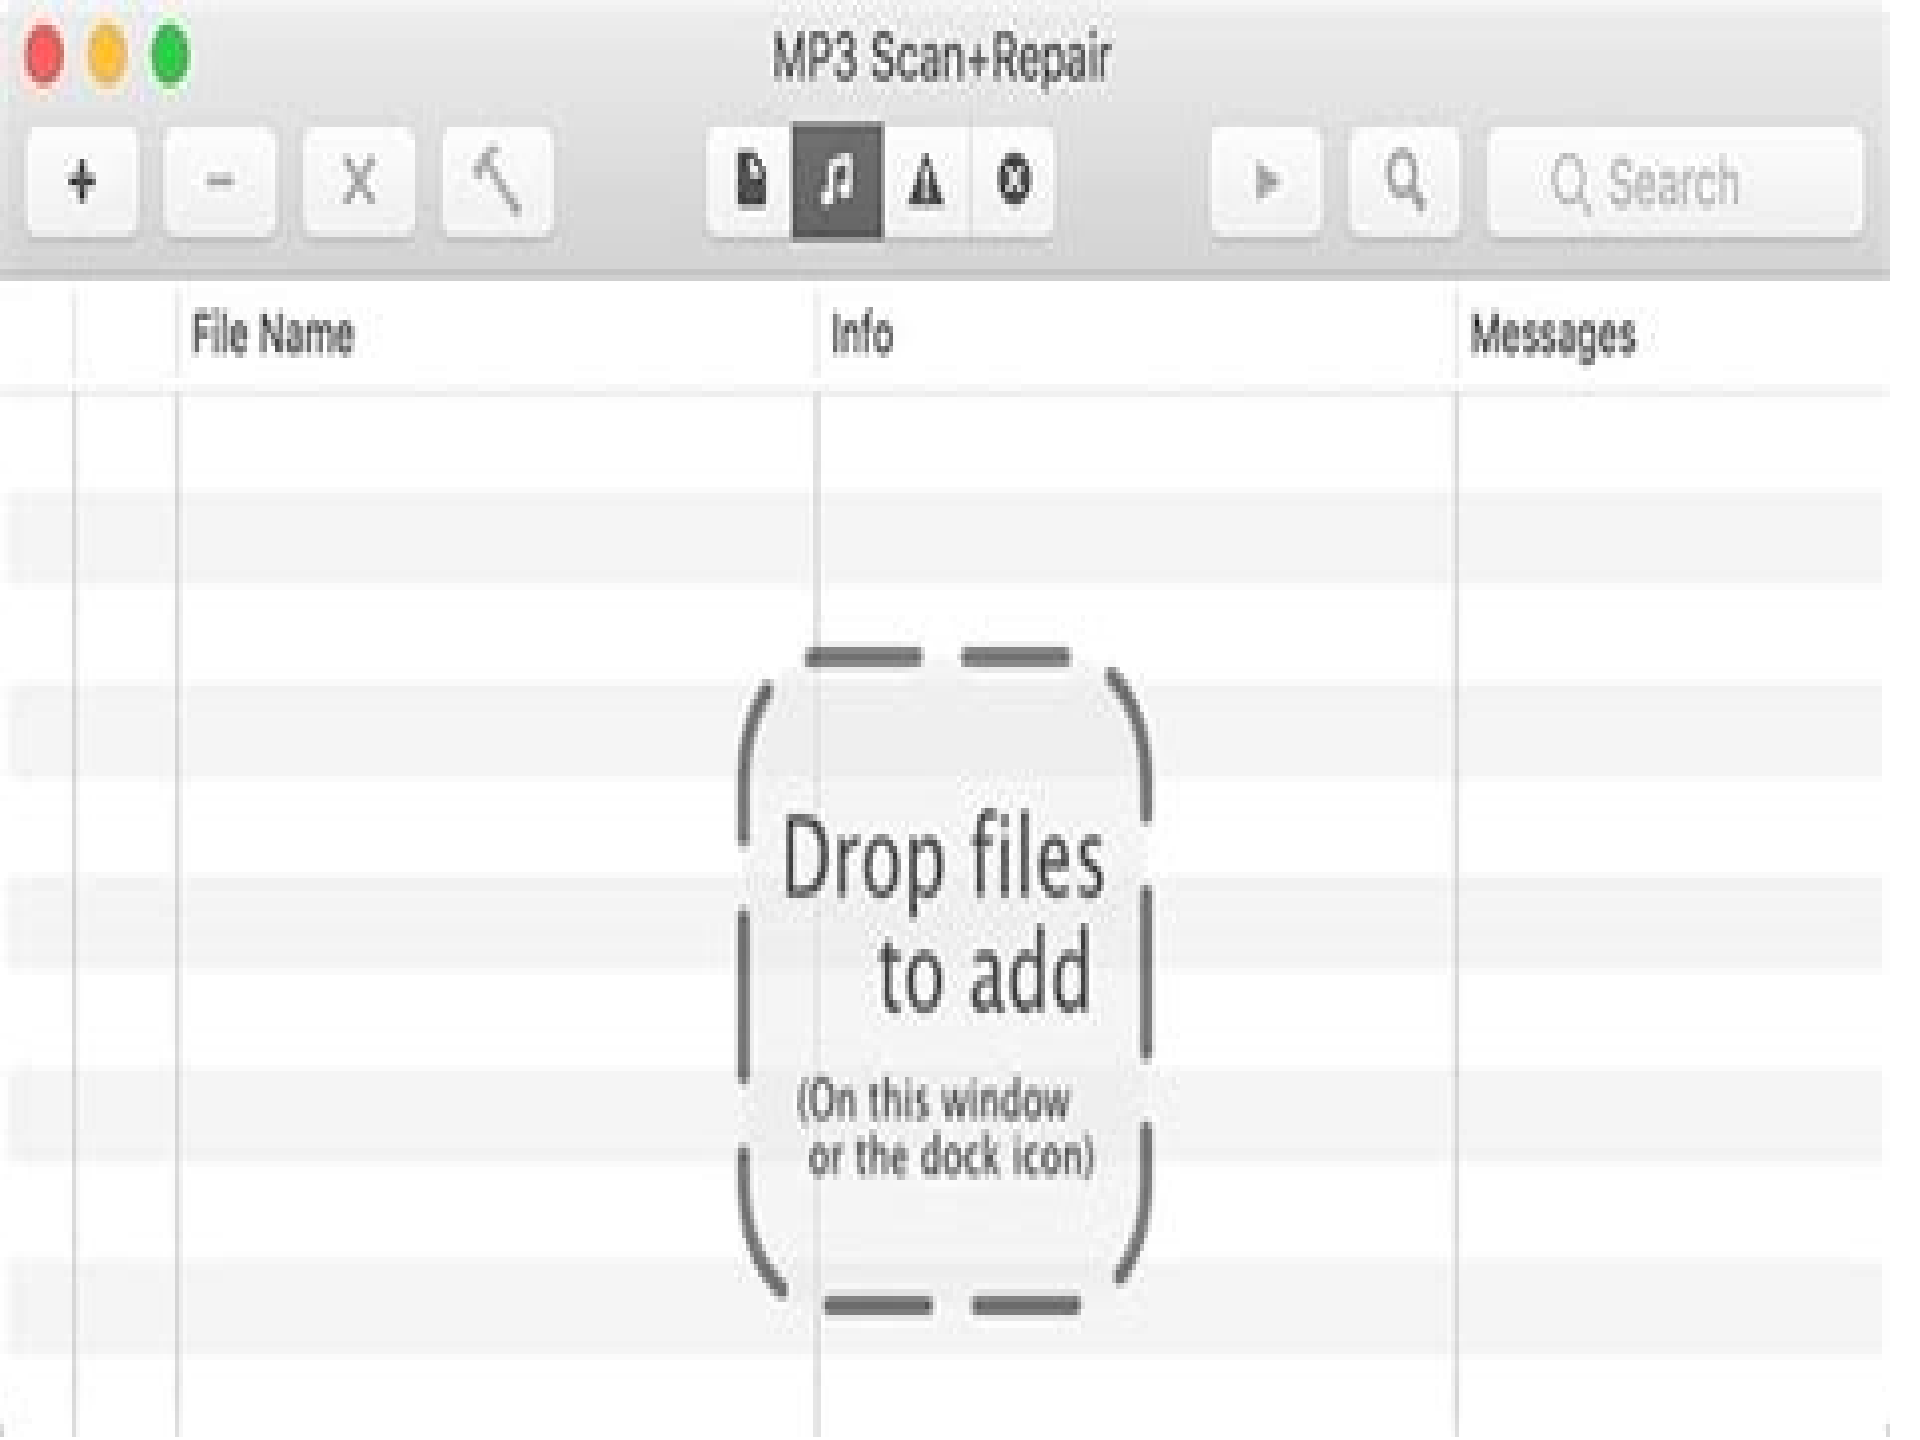 MP3 Scan+Repair
Search
File Name Info Messages
Drop files
to add
(On this window
or the dock icon)